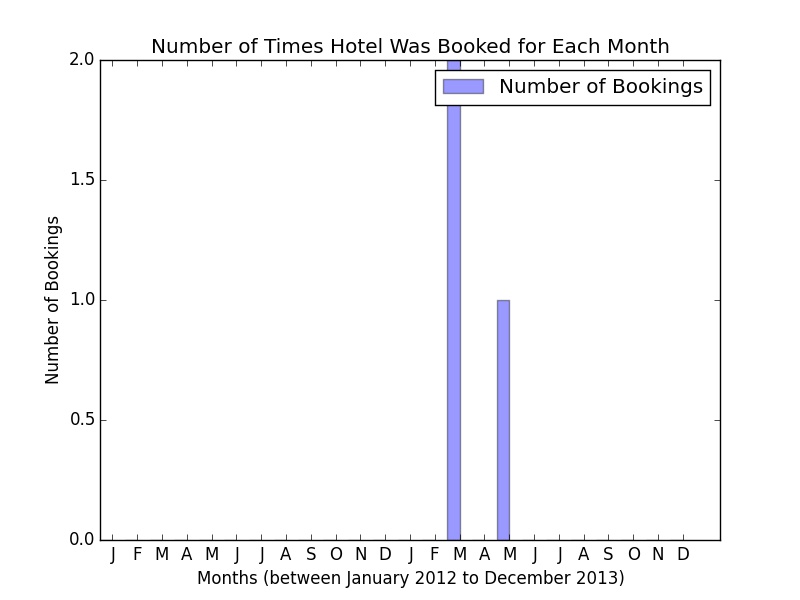 Number of Times Hotel Was Booked for Each Month
Number of Bookings
2.0
1.5
1.0
0.5
0.0
Number of Bookings
J F M A M J J A S O N D J F M A M J J A S O N D
Months (between January 2012 to December 2013)